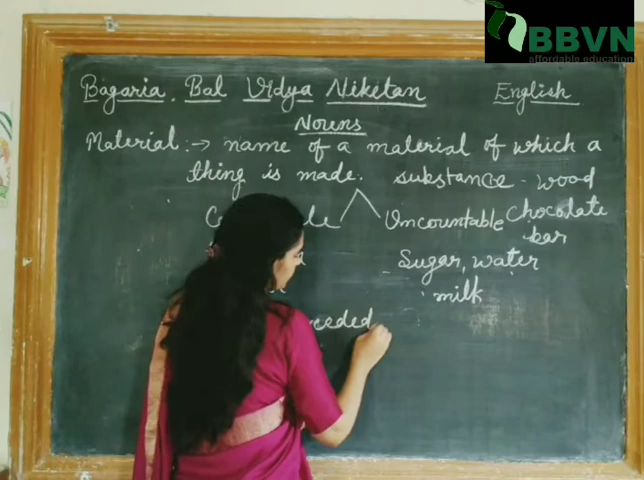 BBVN
affordable education
Bagaria Bal Vidya Niketan English
Nouns
Material :→ name of a material of which a
thing is made. substance - wood
Uncountable Chocolate
bar
Sugar, water
milk